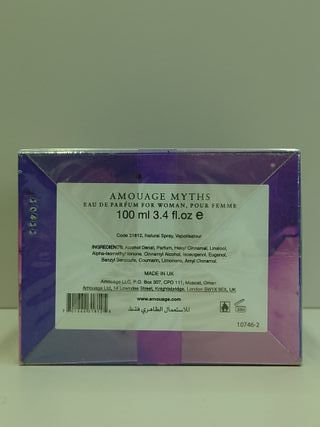 AMOUAGE MYTHS
EAU DE PARFUM FOR WOMAN, POUR FEMME
100 ml 3.4 fl.oz e
Code 31812, Natural Spray, Vaporisateur
INGREDIENTS: Alcohol Denat, Parfum, Hexyl Cinnamal, Linalool,
Alpha-Isomethyl Ionone, Cinnamyl Alcohol, Isoeugenol, Eugenol,
Benzyl Benzoate, Coumarin, Limonene, Amyl Cinnamal.
MADE IN UK
Amouage LLC, P.O. Box 307, CPO 111, Muscat, Oman
Amouage Ltd, 14 Lowndes Street, Knightsbridge, London SW1X 9EX, UK
www.amouage.com
للاستعمال الظاهري فقط
10746-2